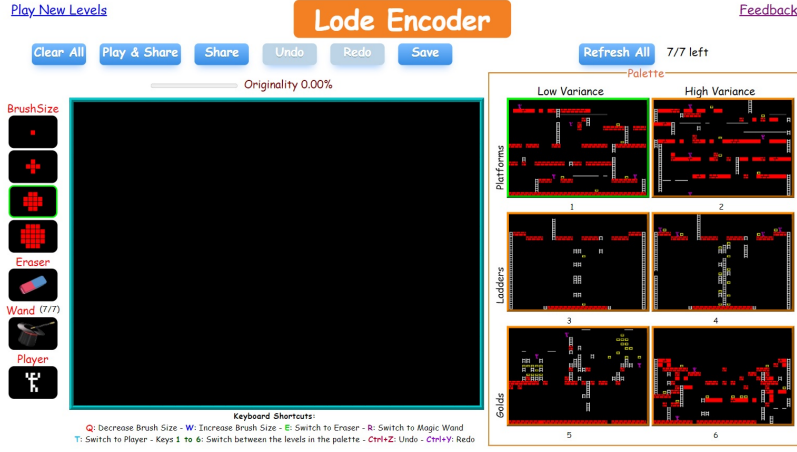 Play New Levels
Lode Encoder
Feedback
Clear All
Play & Share
Share
Undo
Redo
Save
Refresh All
7/7 left
Originality 0.00%
Palette
Low Variance
High Variance
BrushSize
Platforms
1
2
Eraser
Ladders
Wand (7/7)
3
4
Player
Golds
5
6
Keyboard Shortcuts:
Q: Decrease Brush Size - W: Increase Brush Size - E: Switch to Eraser - R: Switch to Magic Wand
T: Switch to Player - Keys 1 to 6: Switch between the levels in the palette - Ctrl+Z: Undo - Ctrl+Y: Redo